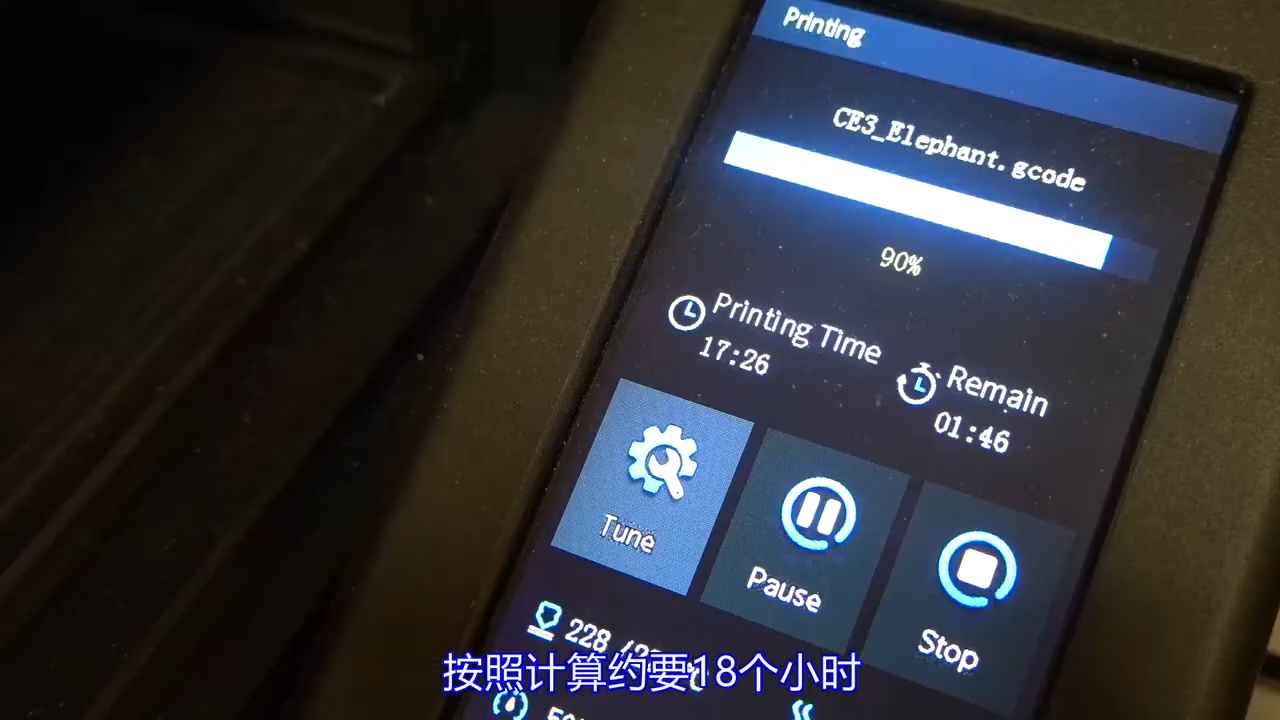 Printing
CE3_Elephant.gcode
90%
Printing Time
17:26
Remain
01:46
Tune
Pause
Stop
228
按照计算约要18个小时